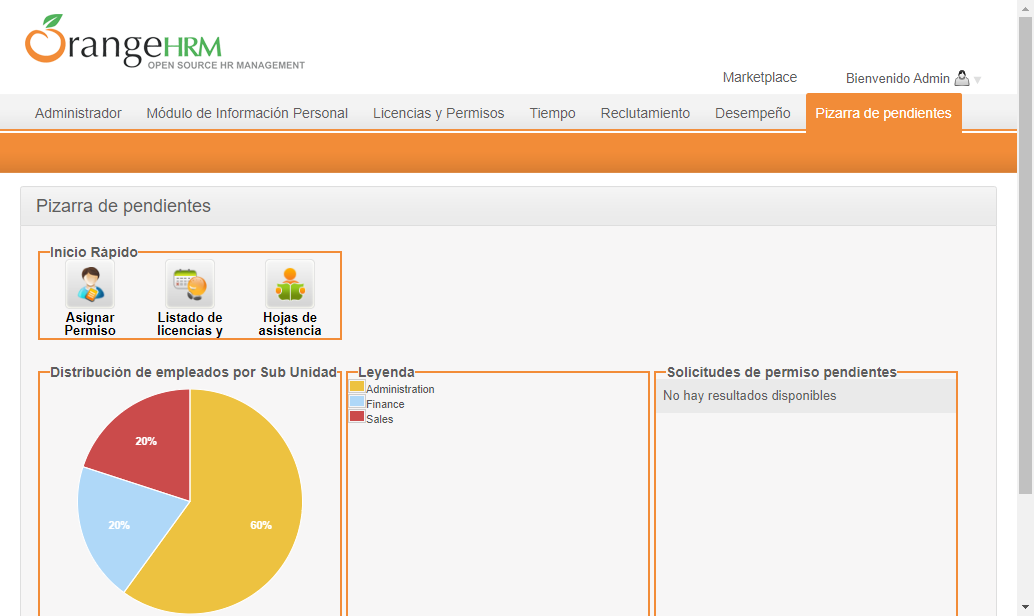 OrangeHRM
OPEN SOURCE HR MANAGEMENT
Marketplace
Bienvenido Admin
Administrador
Módulo de Información Personal
Licencias y Permisos
Tiempo
Reclutamiento
Desempeño
Pizarra de pendientes
Pizarra de pendientes
Inicio Rápido
Asignar
Permiso
Listado de
licencias y
Hojas de
asistencia
Distribución de empleados por Sub Unidad
20%
20%
60%
Leyenda
Administration
Finance
Sales
Solicitudes de permiso pendientes
No hay resultados disponibles